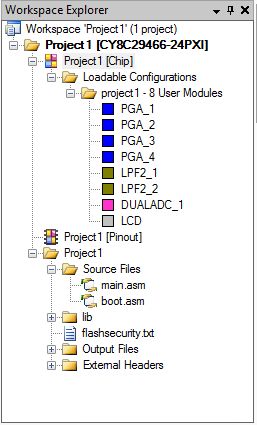 Workspace Explorer
Workspace 'Project1' (1 project)
Project1 [CY8C29466-24PXI]
Project1 [Chip]
Loadable Configurations
project1 - 8 User Modules
PGA_1
PGA_2
PGA_3
PGA_4
LPF2_1
LPF2_2
DUALADC_1
LCD
Project1 [Pinout]
Project1
Source Files
main.asm
boot.asm
lib
flashsecurity.txt
Output Files
External Headers